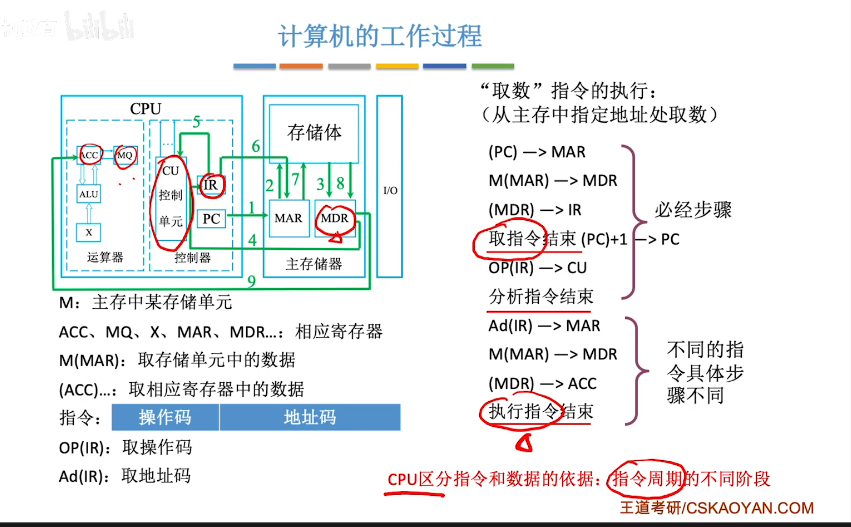 bilibili
计算机的工作过程
CPU
ACC
MQ
ALU
X
运算器
CU
控制
单元
IR
PC
控制器
5
6
1
4
9
存储体
2
7
3
8
MAR
MDR
主存储器
I/O
M：主存中某存储单元
ACC、MQ、X、MAR、MDR...：相应寄存器
M(MAR)：取存储单元中的数据
(ACC)...：取相应寄存器中的数据
指令： 操作码 地址码
OP(IR)：取操作码
Ad(IR)：取地址码
“取数”指令的执行：
（从主存中指定地址处取数）
(PC) —> MAR
M(MAR) —> MDR
(MDR) —> IR
取指令结束 (PC)+1 —> PC
OP(IR) —> CU
分析指令结束
必经步骤
Ad(IR) —> MAR
M(MAR) —> MDR
(MDR) —> ACC
执行指令结束
不同的指
令具体步
骤不同
CPU区分指令和数据的依据：指令周期的不同阶段
王道考研/CSKAOYAN.COM